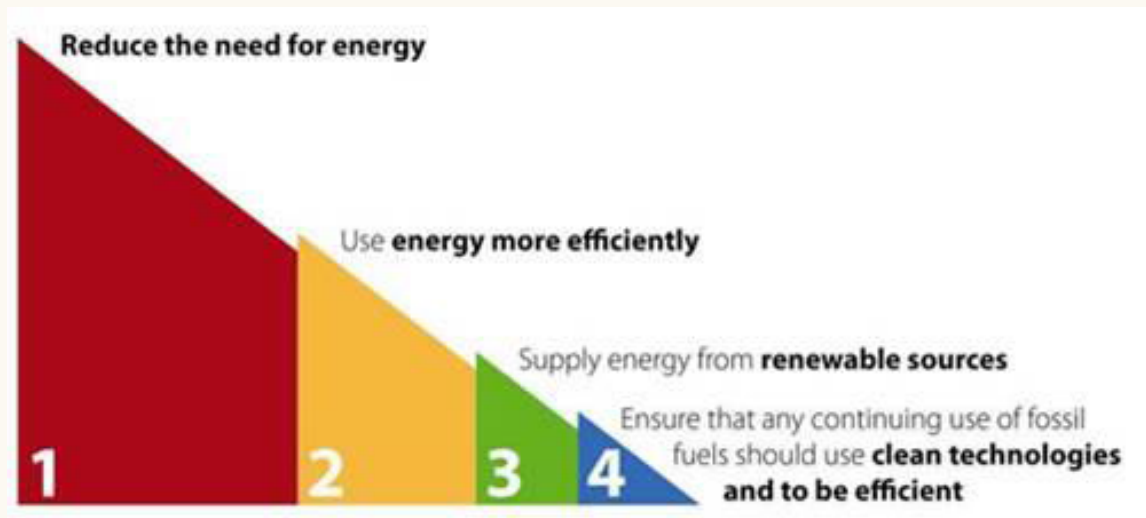 Reduce the need for energy
Use energy more efficiently
Supply energy from renewable sources
Ensure that any continuing use of fossil
fuels should use clean technologies
and to be efficient
1 2 3 4